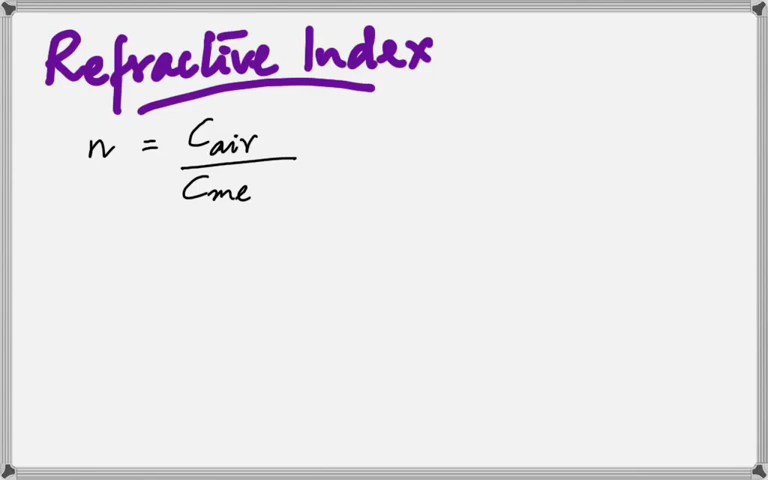 Refractive Index
n = Cair
Cme